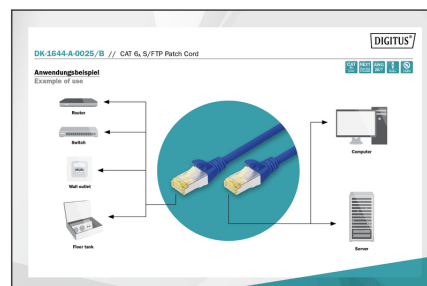 DIGITUS®
DK-1644-A-0025/B // CAT 6A S/FTP Patch Cord
Anwendungsbeispiel
Example of use
Router
Switch
Wall outlet
Floor tank
Computer
Server